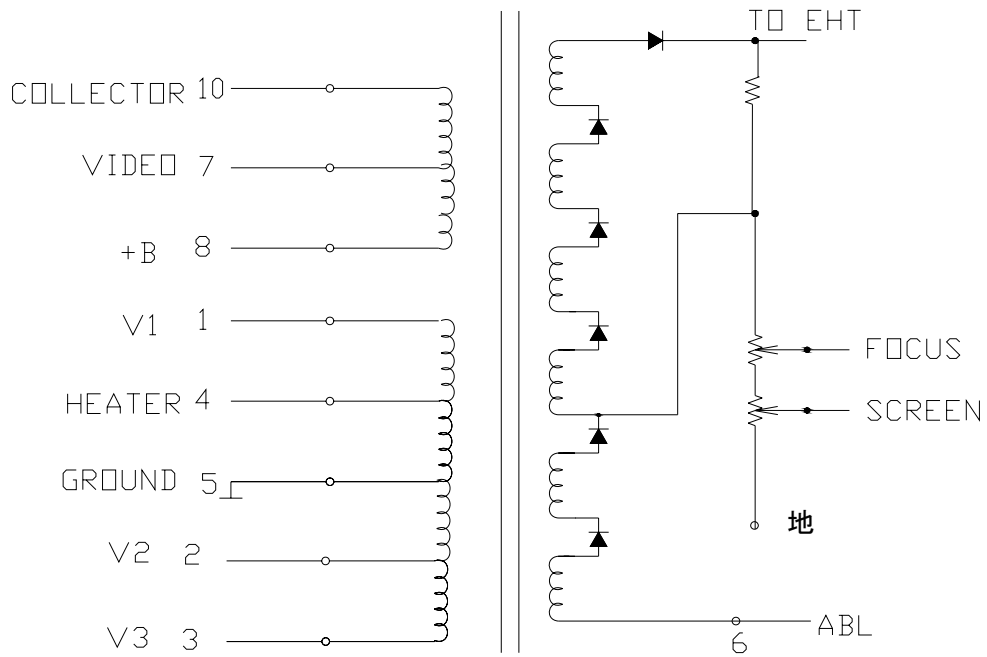 TO EHT
COLLECTOR 10
VIDEO 7
+B 8
V1 1
FOCUS
HEATER 4
SCREEN
GROUND 5
地
V2 2
ABL
V3 3
6